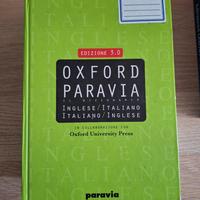 EDIZIONE 3.0
OXFORD
PARAVIA
IL DIZIONARIO
INGLESE/ITALIANO
ITALIANO/INGLESE
IN COLLABORAZIONE CON
Oxford University Press
paravia